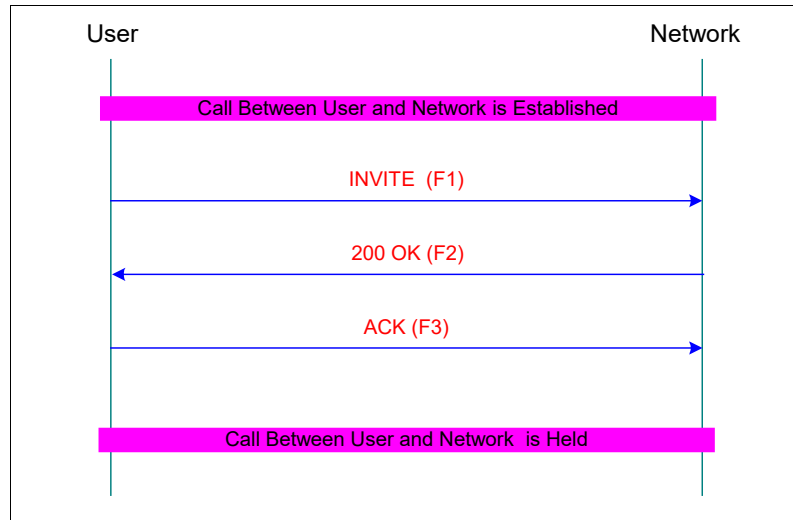 User
Network
Call Between User and Network is Established
INVITE  (F1)
200 OK (F2)
ACK (F3)
Call Between User and Network  is Held